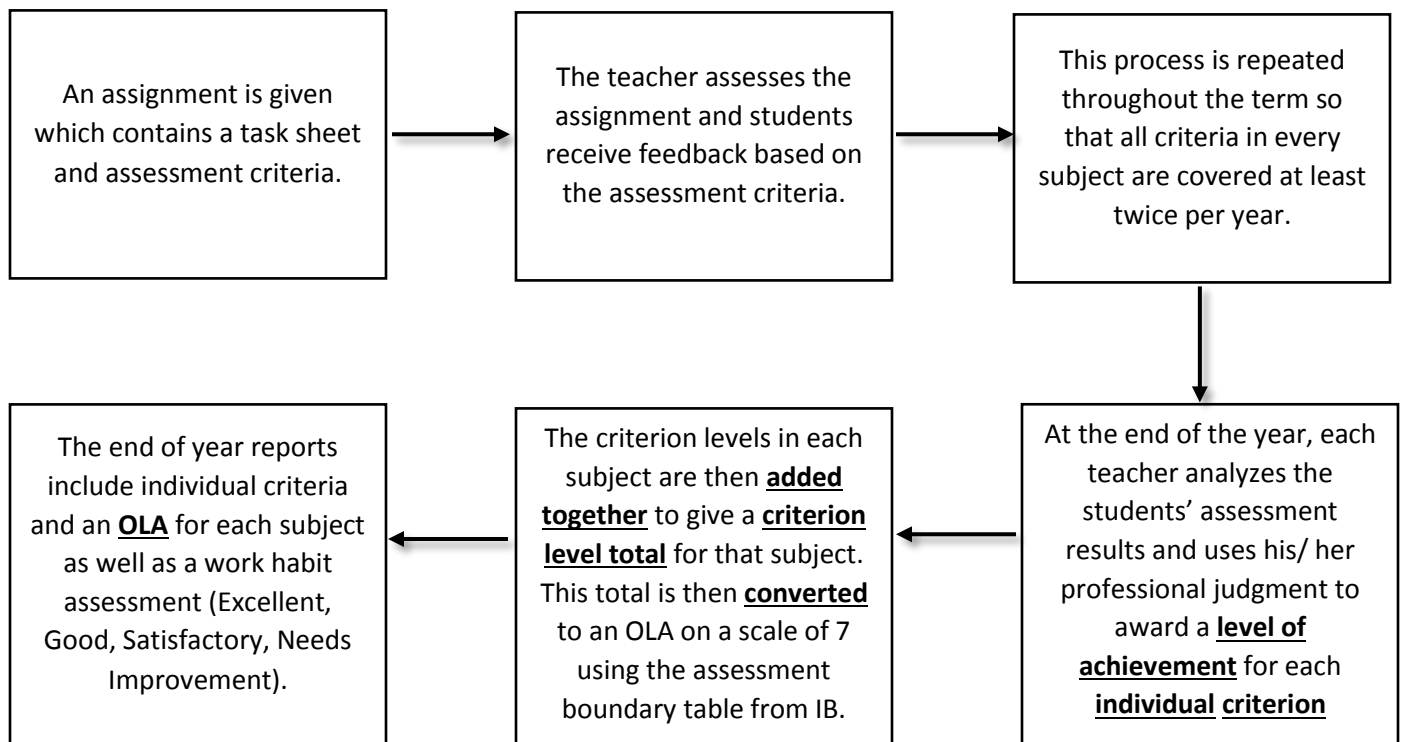 An assignment is given
which contains a task sheet
and assessment criteria.
The teacher assesses the
assignment and students
receive feedback based on
the assessment criteria.
This process is repeated
throughout the term so
that all criteria in every
subject are covered at least
twice per year.
At the end of the year, each
teacher analyzes the
students’ assessment
results and uses his/ her
professional judgment to
award a level of
achievement for each
individual criterion
The criterion levels in each
subject are then added
together to give a criterion
level total for that subject.
This total is then converted
to an OLA on a scale of 7
using the assessment
boundary table from IB.
The end of year reports
include individual criteria
and an OLA for each subject
as well as a work habit
assessment (Excellent,
Good, Satisfactory, Needs
Improvement).